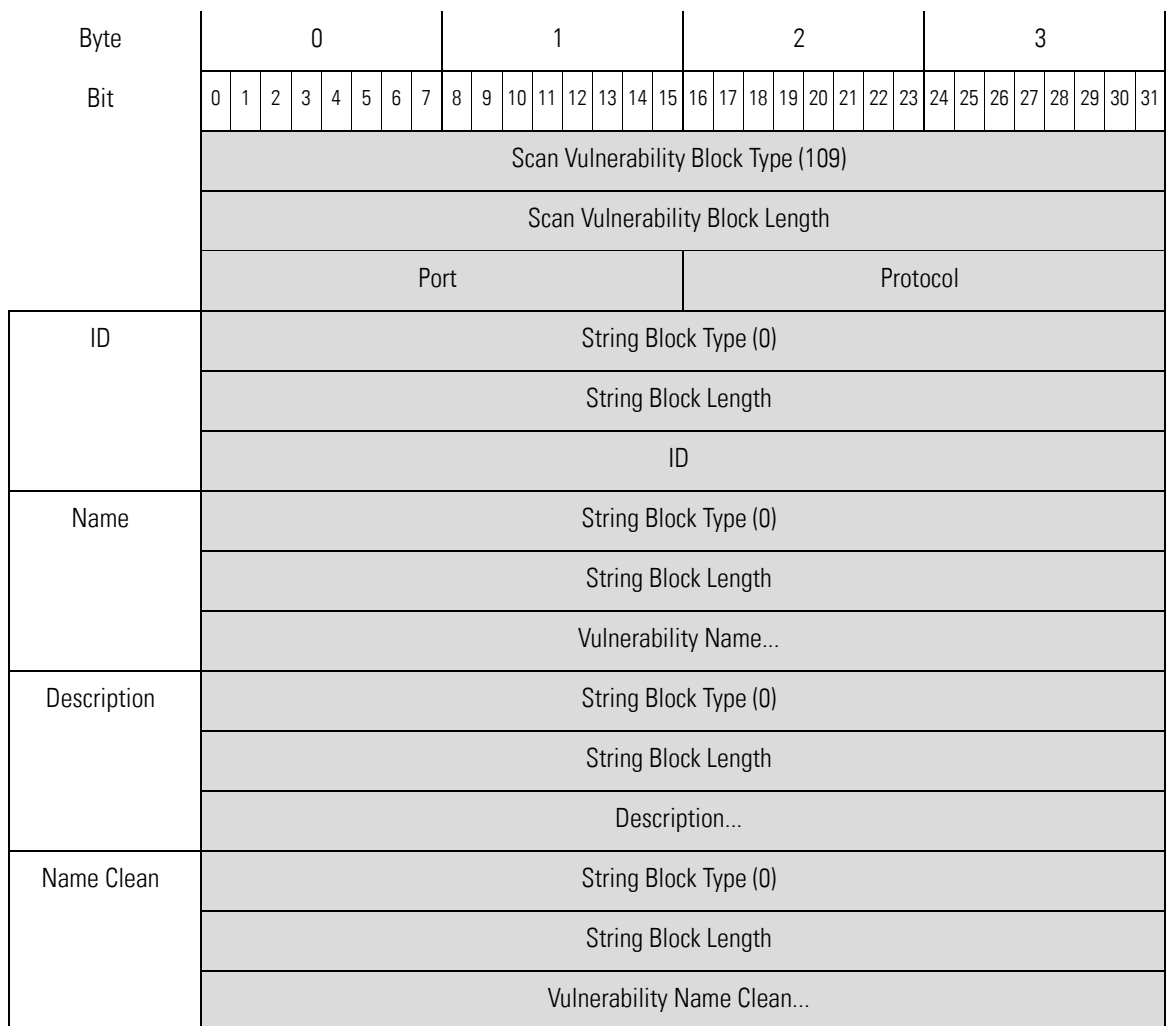 Byte 0 1 2 3
Bit 0 1 2 3 4 5 6 7 8 9 10 11 12 13 14 15 16 17 18 19 20 21 22 23 24 25 26 27 28 29 30 31
Scan Vulnerability Block Type (109)
Scan Vulnerability Block Length
Port Protocol
ID String Block Type (0)
String Block Length
ID
Name String Block Type (0)
String Block Length
Vulnerability Name...
Description String Block Type (0)
String Block Length
Description...
Name Clean String Block Type (0)
String Block Length
Vulnerability Name Clean...